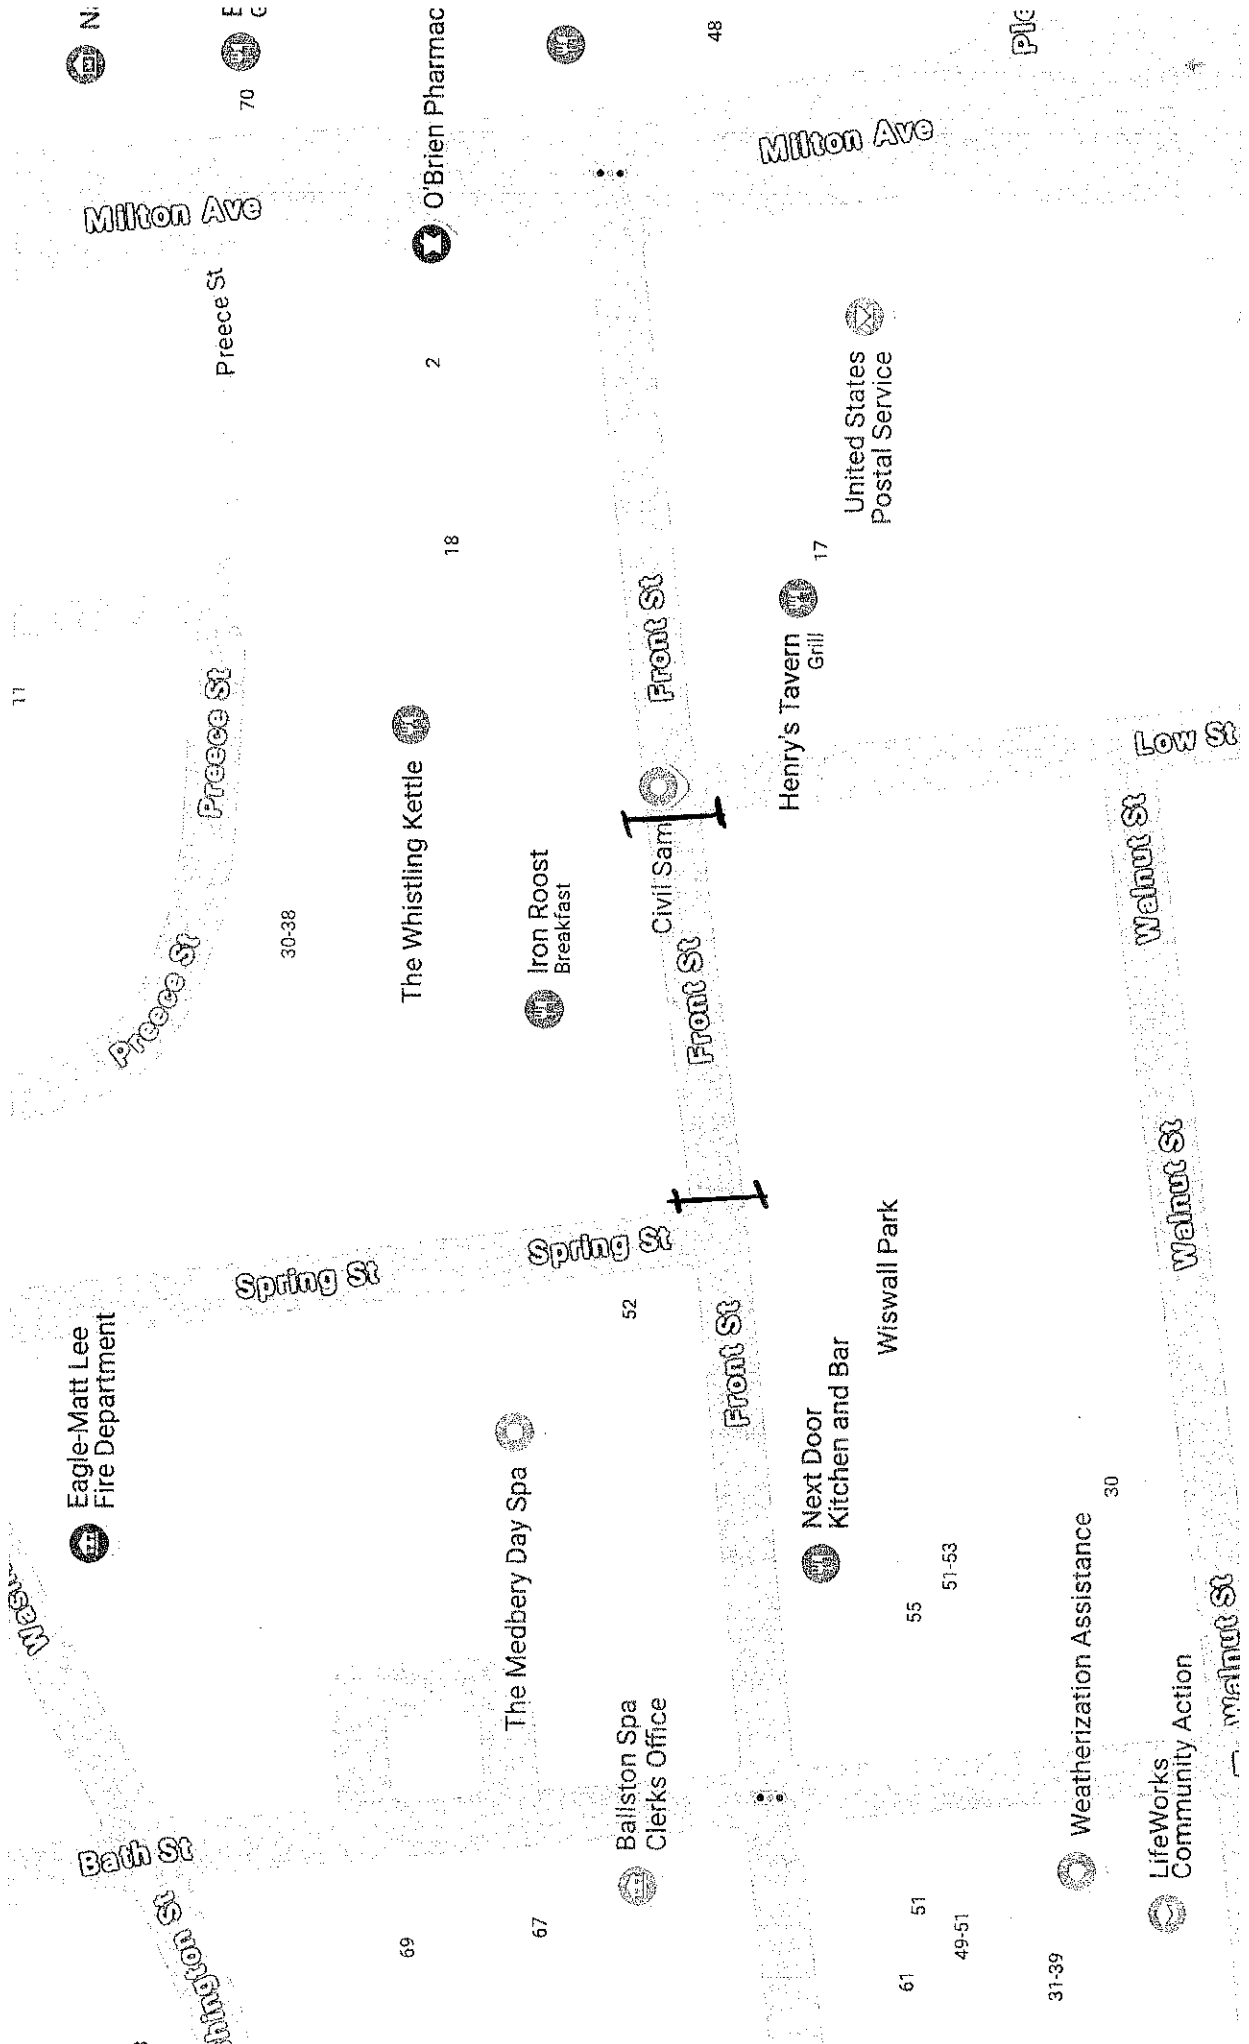 11
Eagle-Matt Lee
Fire Department
Bath St
Preece St
Milton Ave
hington St
Preece St
Preece St
Spring St
70
30-38
69
The Whistling Kettle
2
O'Brien Pharmac
18
The Medbery Day Spa
67
Iron Roost
Breakfast
Spring St
52
Ballston Spa
Clerks Office
Civil Sam
Front St
Front St
Front St
48
Henry's Tavern
Grill
17
Next Door
Kitchen and Bar
Milton Ave
United States
Postal Service
Wiswall Park
61
51
55
49-51
51-53
31-39
Weatherization Assistance
30
Walnut St
Low St
LifeWorks
Community Action
Walnut St
Walnut St